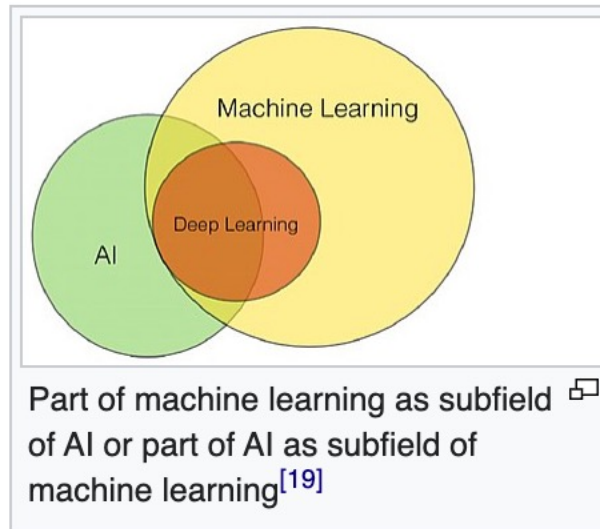 Machine Learning
Deep Learning
AI
Part of machine learning as subfield
of AI or part of AI as subfield of
machine learning[19]